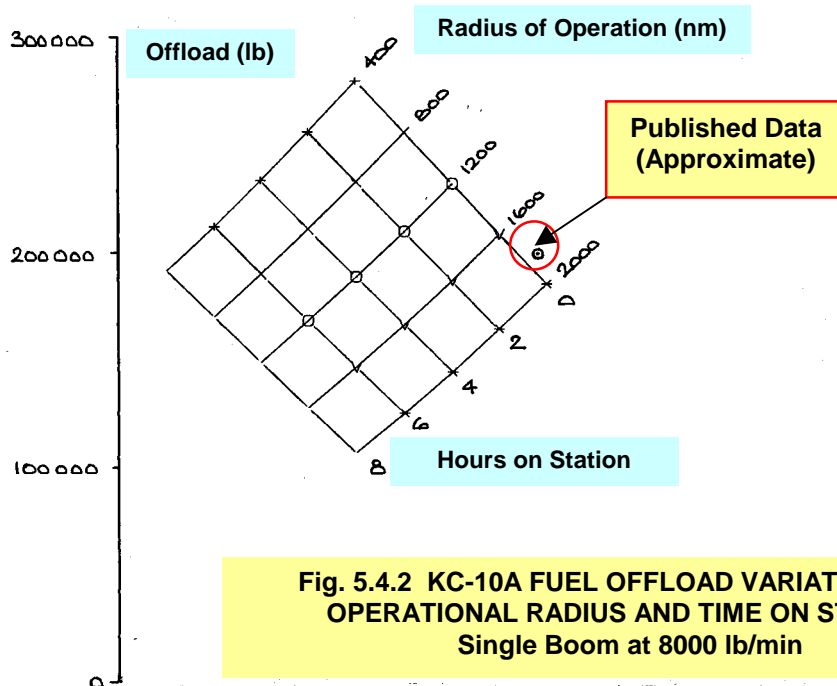 300000
Offload (lb)
Radius of Operation (nm)
400
800
1200
1600
2000
Published Data
(Approximate)
200000
0
2
4
6
8
Hours on Station
100000
Fig. 5.4.2 KC-10A FUEL OFFLOAD VARIAT
OPERATIONAL RADIUS AND TIME ON ST
Single Boom at 8000 lb/min
0